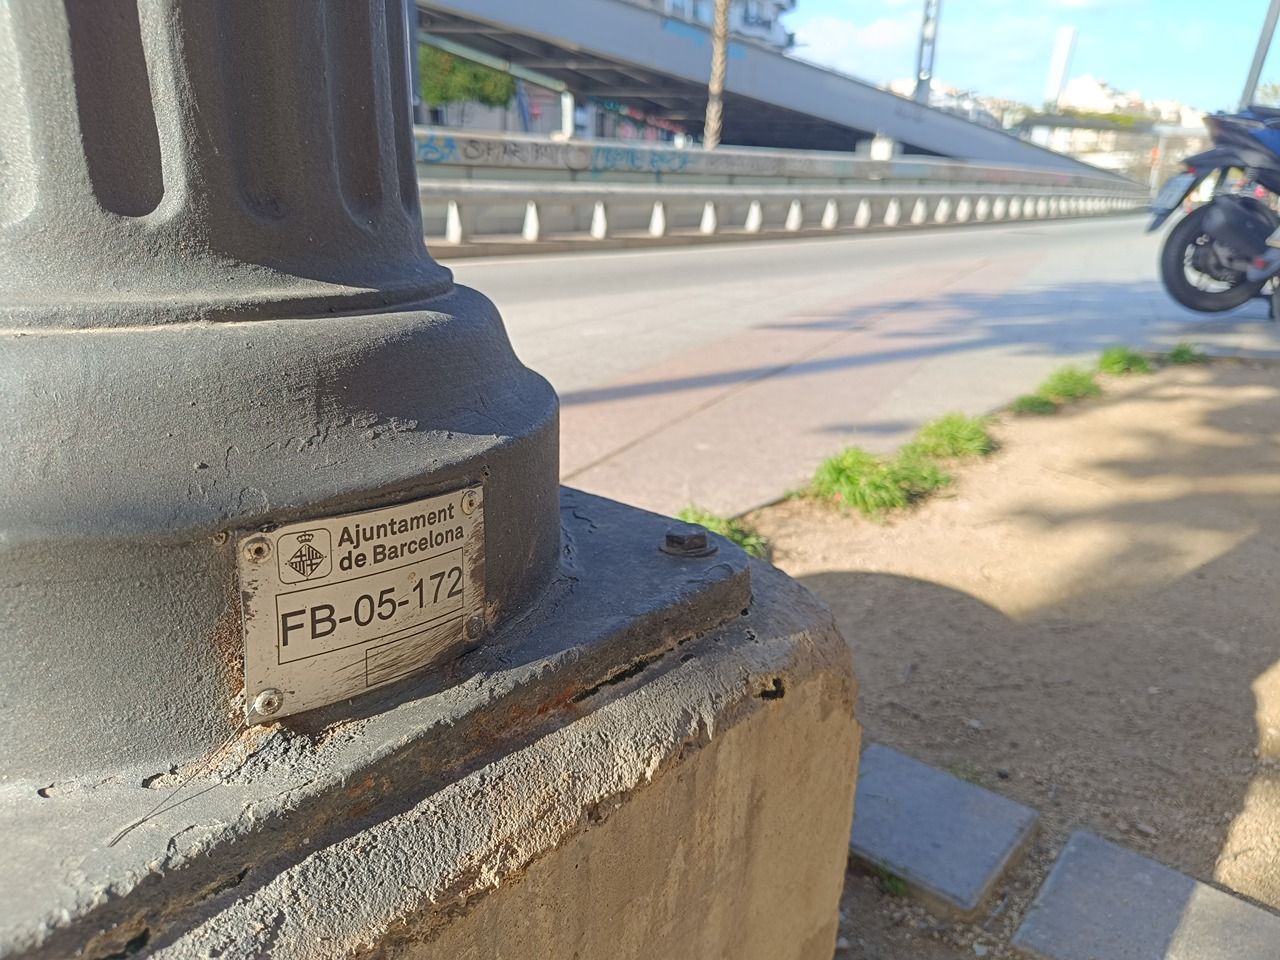 Ajuntament
de Barcelona
FB-05-172